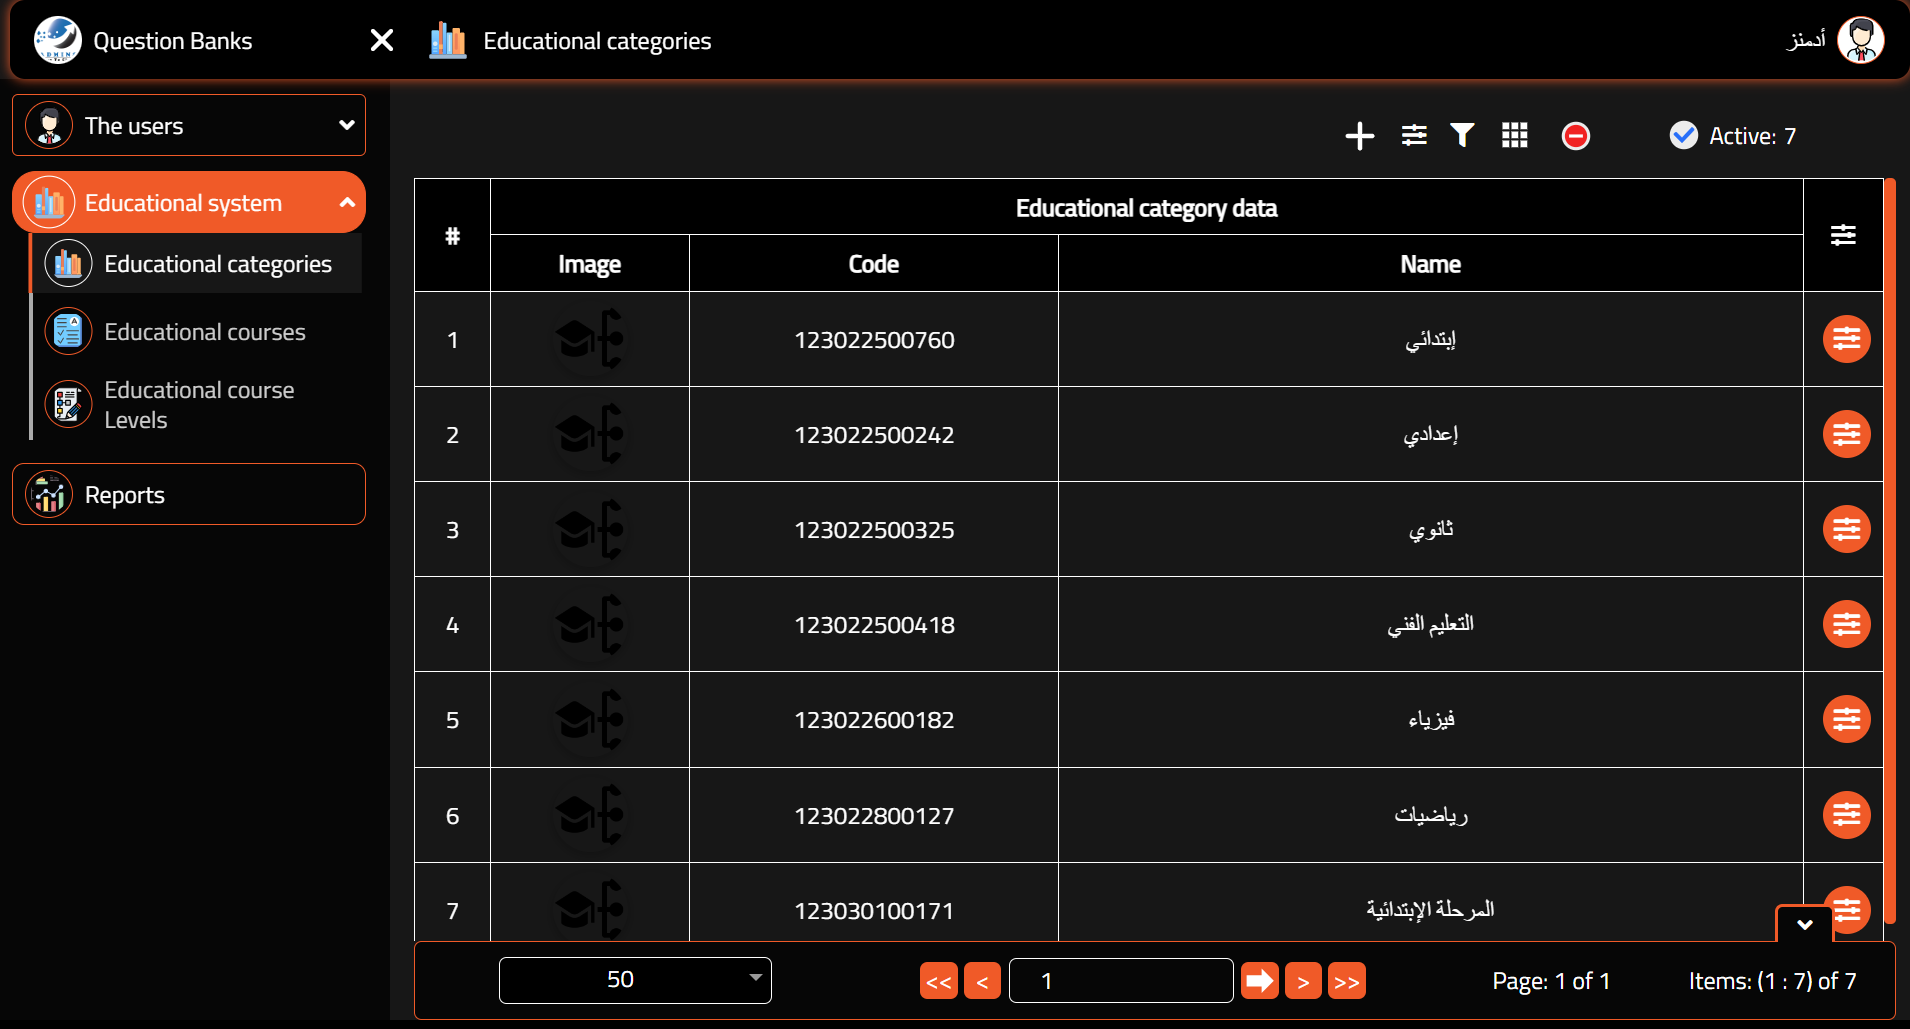 Question Banks
Educational categories
أدمنز
The users
Educational system
Educational categories
Educational courses
Educational course
Levels
Reports
Active: 7
#
Educational category data
Image
Code
Name
1
123022500760
إبتدائي
2
123022500242
إعدادي
3
123022500325
ثانوي
4
123022500418
التعليم الفني
5
123022600182
فيزياء
6
123022800127
رياضيات
7
123030100171
المرحلة الإبتدائية
50
<<
<
1
>
>>
Page: 1 of 1
Items: (1 : 7) of 7